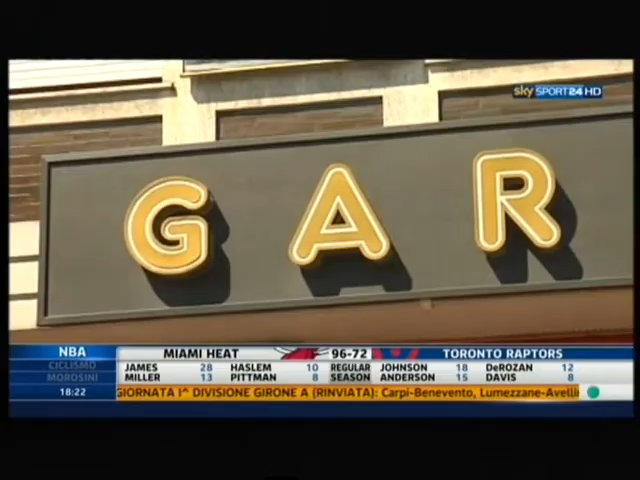 sky SPORT24 HD
GAR
NBA
CICLISMO
MOROSINI
18:22
MIAMI HEAT 96-72 TORONTO RAPTORS
JAMES 28 HASLEM 10 REGULAR JOHNSON 18 DeROZAN 12
MILLER 13 PITTMAN 8 SEASON ANDERSON 15 DAVIS 8
GIORNATA 1^ DIVISIONE GIRONE A (RINVIATA): Carpi-Benevento, Lumezzane-Avelli